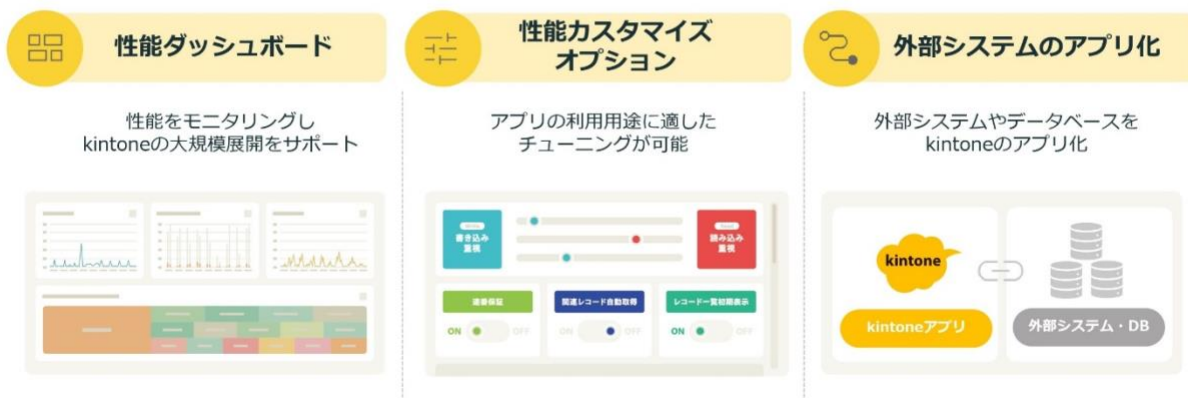 性能ダッシュボード
性能をモニタリングし
kintoneの大規模展開をサポート
性能カスタマイズ
オプション
アプリの利用用途に適した
チューニングが可能
書き込み
重視
読み込み
重視
連番保証
関連レコード自動取得
レコード一覧初期表示
ON
OFF
ON
OFF
ON
OFF
外部システムのアプリ化
外部システムやデータベースを
kintoneのアプリ化
kintone
kintoneアプリ
外部システム・DB